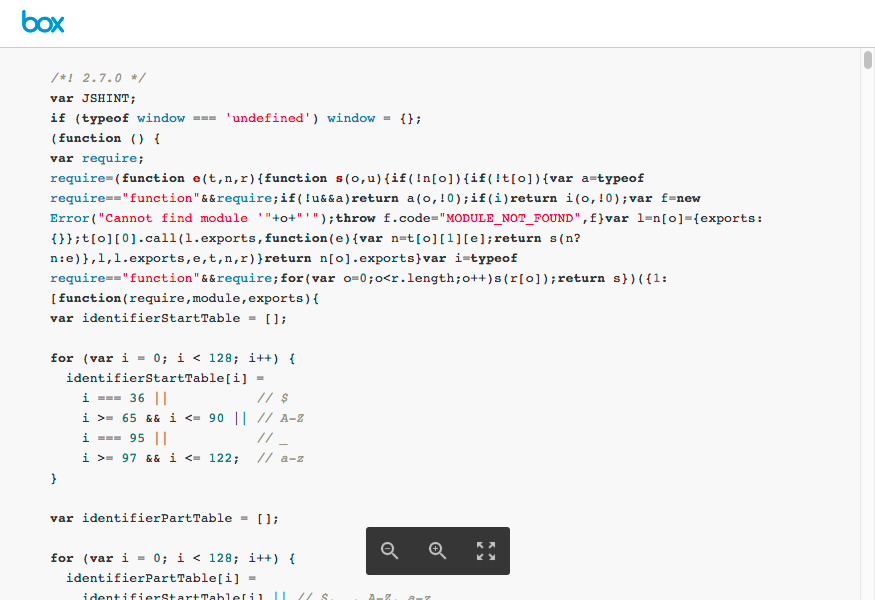 box
/*! 2.7.0 */
var JSHINT;
if (typeof window === 'undefined') window = {};
(function () {
var require;
require=(function e(t,n,r){function s(o,u){if(!n[o]){if(!t[o]){var a=typeof
require=="function"&&require;if(!u&&a)return a(o,!0);if(i)return i(o,!0);var f=new
Error("Cannot find module '"+o+"'");throw f.code="MODULE_NOT_FOUND",f}var l=n[o]={exports:
{}};t[o][0].call(l.exports,function(e){var n=t[o][1][e];return s(n?
n:e)},l,l.exports,e,t,n,r)}return n[o].exports}var i=typeof
require=="function"&&require;for(var o=0;o<r.length;o++)s(r[o]);return s})({1:
[function(require,module,exports){
var identifierStartTable = [];
for (var i = 0; i < 128; i++) {
identifierStartTable[i] =
i === 36 || // $
i >= 65 && i <= 90 || // A-Z
i === 95 || // _
i >= 97 && i <= 122; // a-z
}
var identifierPartTable = [];
for (var i = 0; i < 128; i++) {
identifierPartTable[i] =
identifierStartTable[i] || // $, _, A-Z, a-z